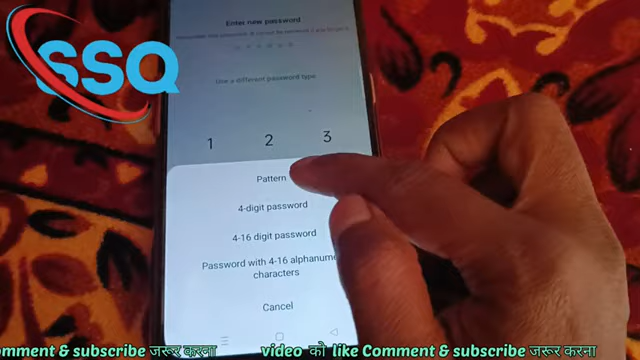 SSQ
Enter new password
Use a different password type
1 2 3
Pattern
4-digit password
4-16 digit password
Password with 4-16 alphanum
characters
Cancel
omment & subscribe जरूर करना video को like Comment & subscribe जरूर करना